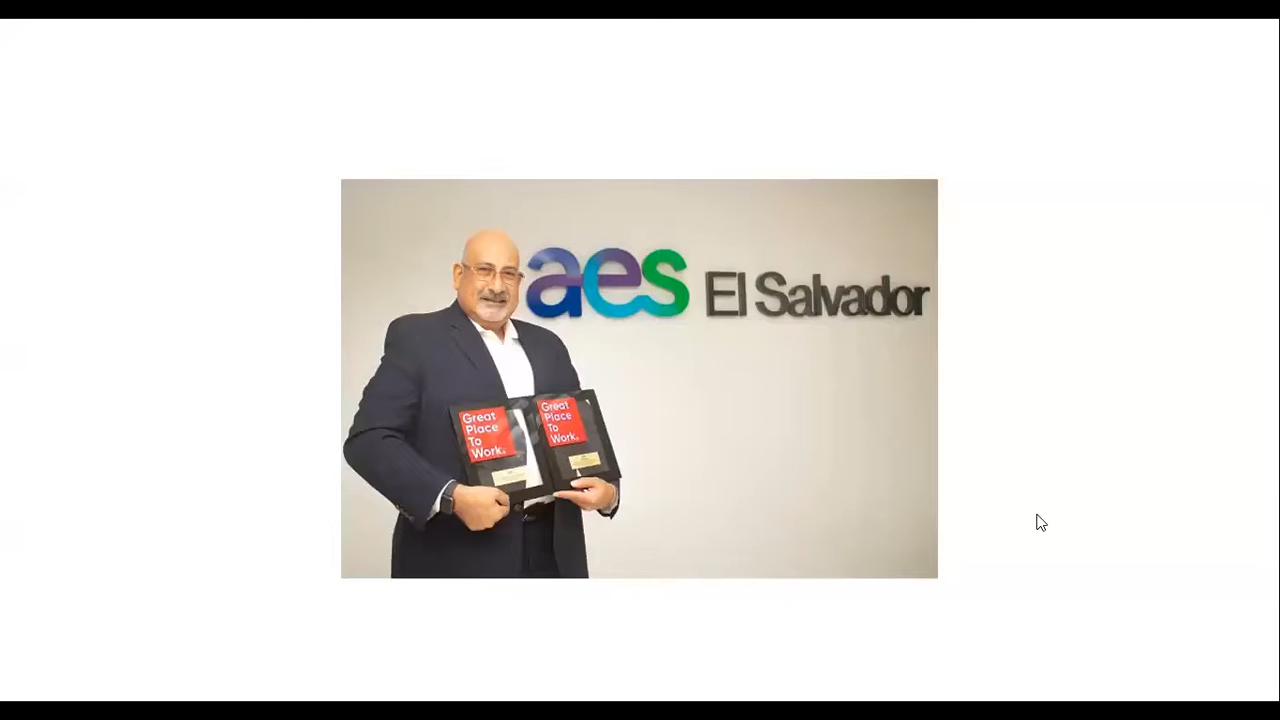 aes El Salvador
Great
Place
To
Work.
Great
Place
To
Work.